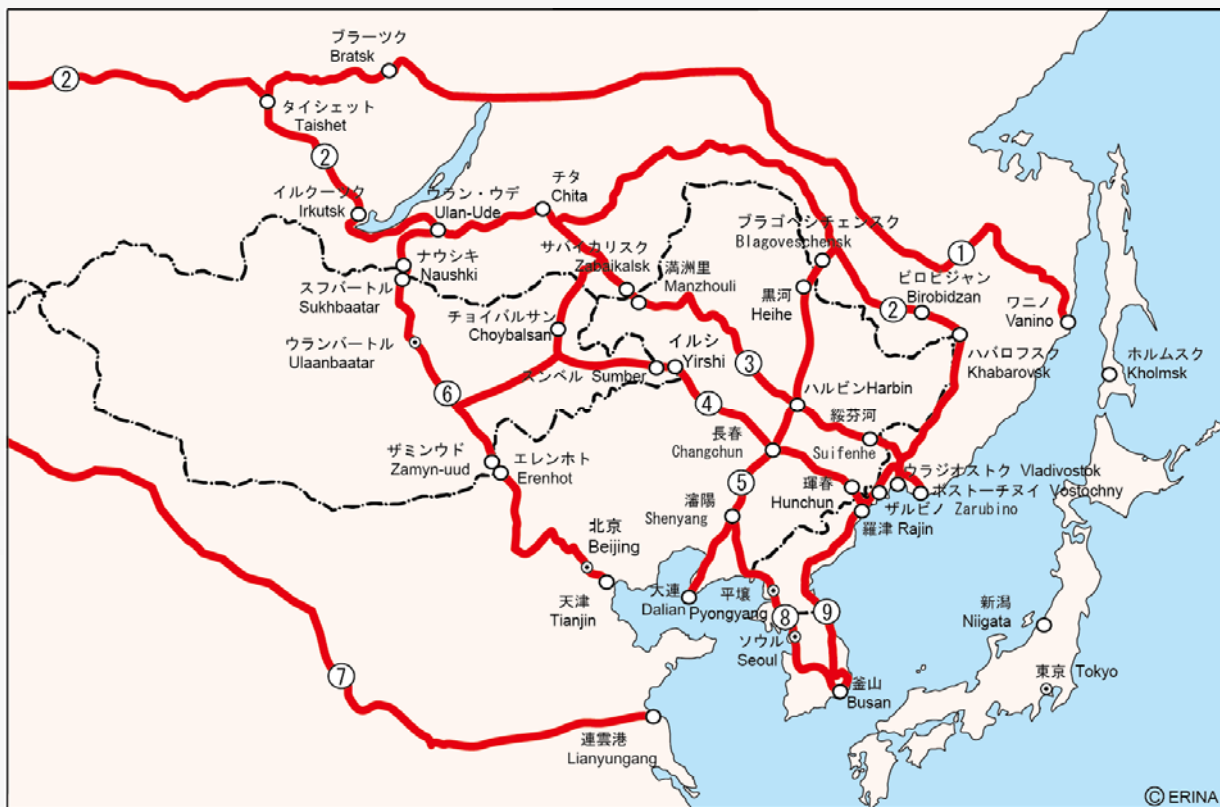 ブラーツク
Bratsk
②
タイシェット
Taishet
②
イルクーツク
Irkutsk
ウラン・ウデ
Ulan-Ude
チタ
Chita
ナウシキ
Naushki
スフバートル
Sukhbaatar
サバイカリスク
Zabaikalsk
満洲里
Manzhouli
ブラゴベシチェンスク
Blagoveschensk
①
黒河
Heihe
ビロビジャン
Birobidzan
②
ワニノ
Vanino
チョイバルサン
Choybalsan
ウランバートル
Ulaanbaatar
ハバロフスク
Khabarovsk
ホルムスク
Kholmsk
イルシ
Yirshi
スンベル Sumber
③
④
⑥
ハルビンHarbin
綏芬河
Suifenhe
長春
Changchun
ザミンウド
Zamyn-uud
エレンホト
Erenhot
⑤
琿春
Hunchun
ウラジオストク Vladivostok
ボストーチヌイ Vostochny
ザルビノ Zarubino
羅津 Rajin
瀋陽
Shenyang
北京
Beijing
天津
Tianjin
大連
Dalian
平壌
Pyongyang
⑧
⑨
ソウル
Seoul
新潟
Niigata
東京 Tokyo
⑦
釜山
Busan
連雲港
Lianyungang
© ERINA